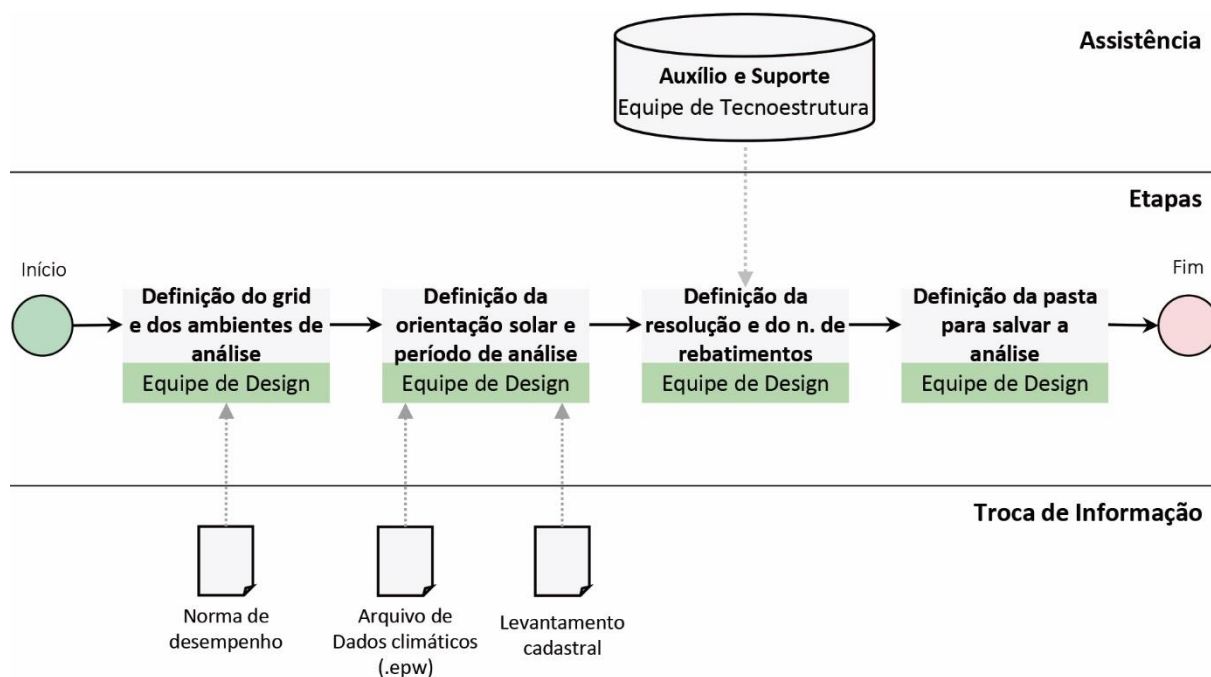 Assistência
Auxílio e Suporte
Equipe de Tecnoestrutura
Etapas
Início
Definição do grid
e dos ambientes de
análise
Equipe de Design
Definição da
orientação solar e
período de análise
Equipe de Design
Definição da
resolução e do n. de
rebatimentos
Equipe de Design
Definição da pasta
para salvar a
análise
Equipe de Design
Fim
Troca de Informação
Norma de
desempenho
Arquivo de
Dados climáticos
(.epw)
Levantamento
cadastral